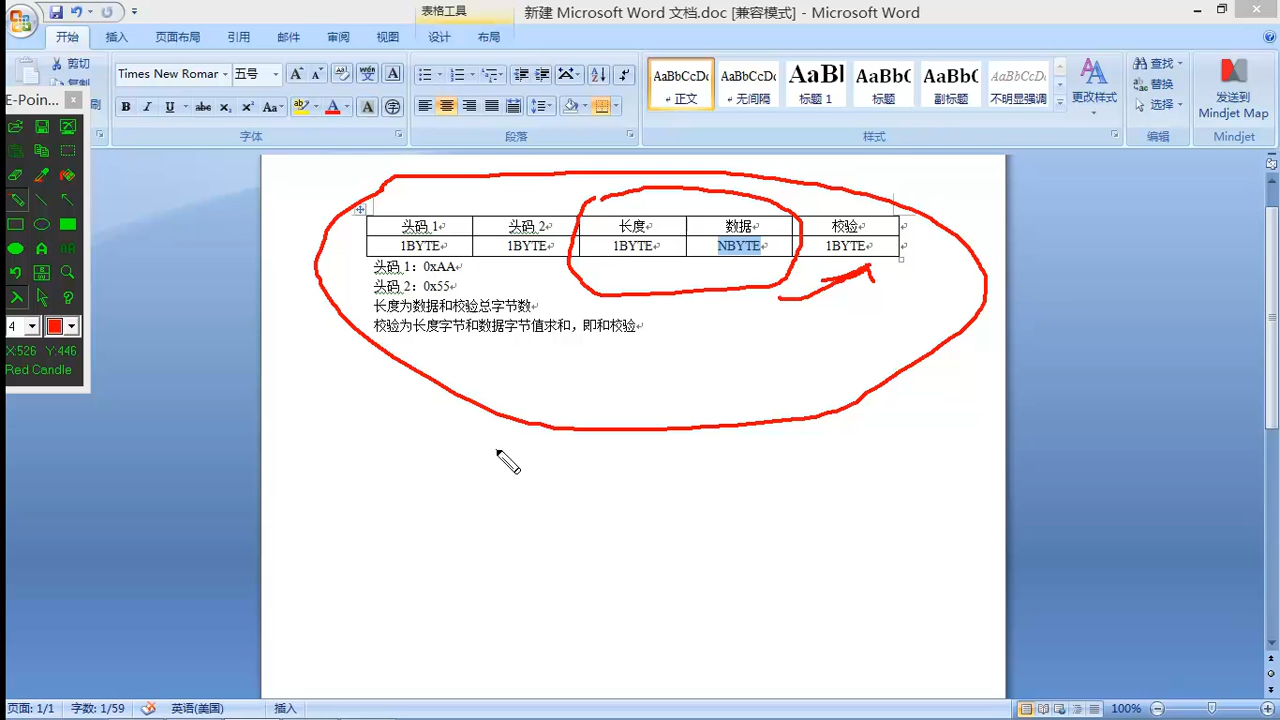 新建 Microsoft Word 文档.doc [兼容模式] - Microsoft Word
表格工具
开始 插入 页面布局 引用 邮件 审阅 视图 设计 布局
剪切
Times New Romar 五号
AaBbCcDc AaBbCcDc AaBl AaBbC AaBbC AaBbCcDc
正文 无间隔 标题 1 标题 副标题 不明显强调
更改样式
查找
替换
选择
发送到
Mindjet Map
字体 段落 样式 编辑 Mindjet
E-Poin...
4
X:526 Y:446
Red Candle
头码 1 头码 2 长度 数据 校验
1BYTE 1BYTE 1BYTE NBYTE 1BYTE
头码 1：0xAA
头码 2：0x55
长度为数据和校验总字节数
校验为长度字节和数据字节值求和，即和校验
页面: 1/1 字数: 1/59 英语(美国) 插入 100%